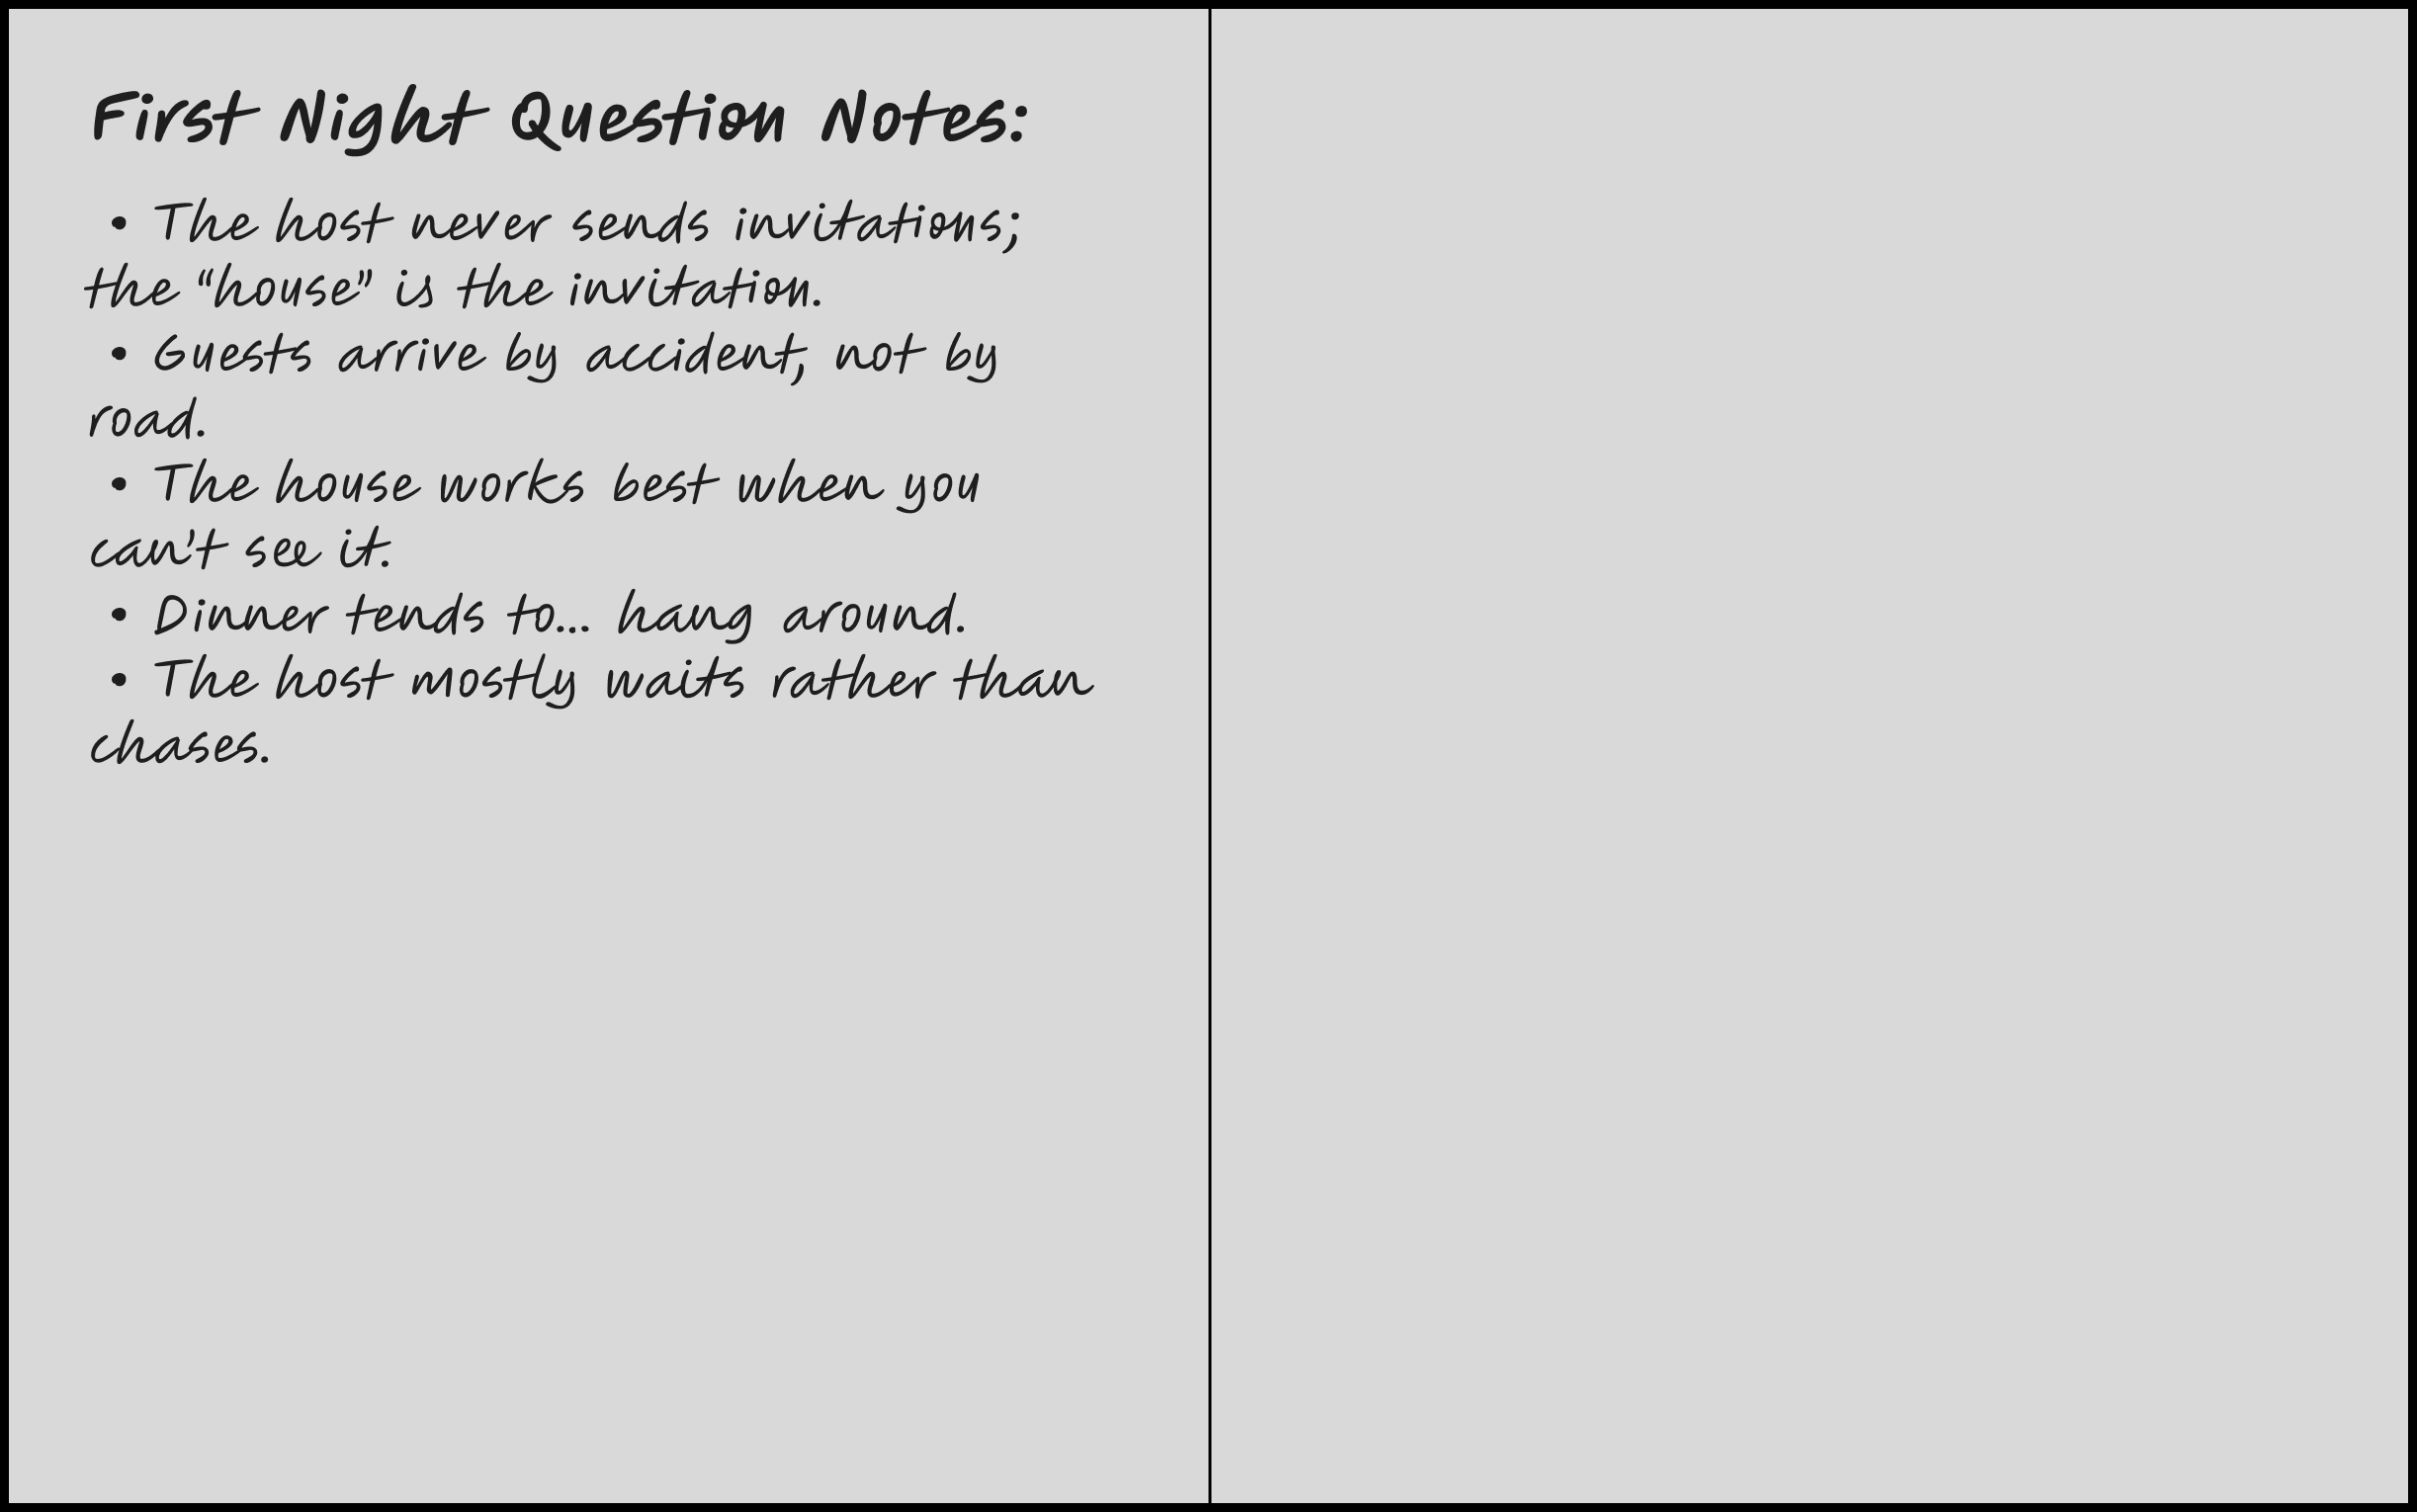 First Night Question Notes:
• The host never sends invitations;
the “house” is the invitation.
• Guests arrive by accident, not by
road.
• The house works best when you
can't see it.
• Dinner tends to... hang around.
• The host mostly waits rather than
chases.